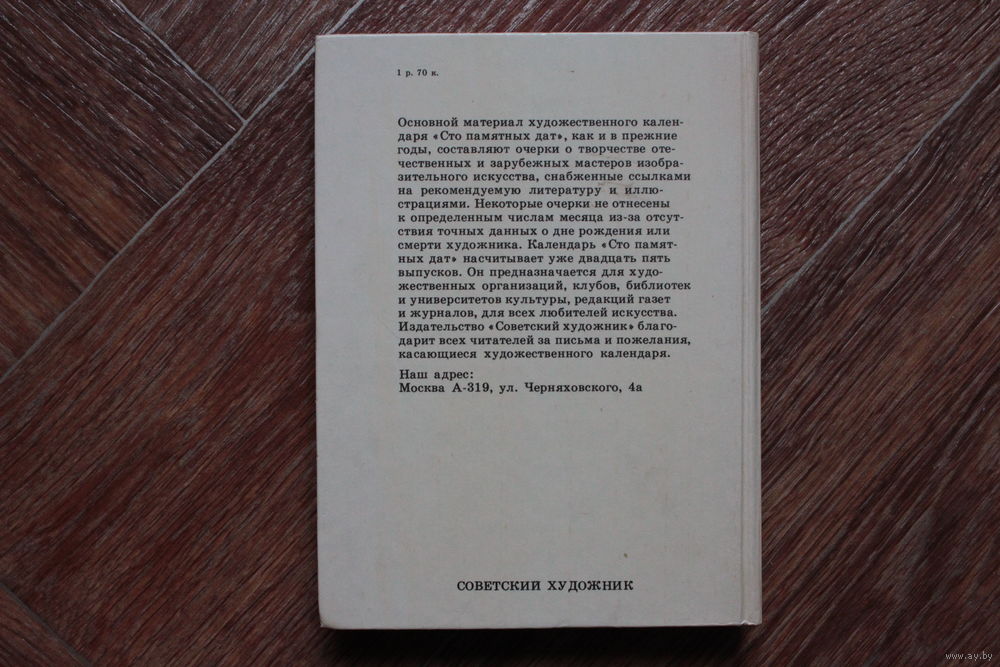 1 р. 70 к.
Основной материал художественного кален-
даря «Сто памятных дат», как и в прежние
годы, составляют очерки о творчестве оте-
чественных и зарубежных мастеров изобра-
зительного искусства, снабженные ссылками
на рекомендуемую литературу и иллю-
страциями. Некоторые очерки не отнесены
к определенным числам месяца из-за отсут-
ствия точных данных о дне рождения или
смерти художника. Календарь «Сто памят-
ных дат» насчитывает уже двадцать пять
выпусков. Он предназначается для худо-
жественных организаций, клубов, библиотек
и университетов культуры, редакций газет
и журналов, для всех любителей искусства.
Издательство «Советский художник» благо-
дарит всех читателей за письма и пожелания,
касающиеся художественного календаря.
Наш адрес:
Москва А-319, ул. Черняховского, 4а
СОВЕТСКИЙ ХУДОЖНИК
www.ay.by